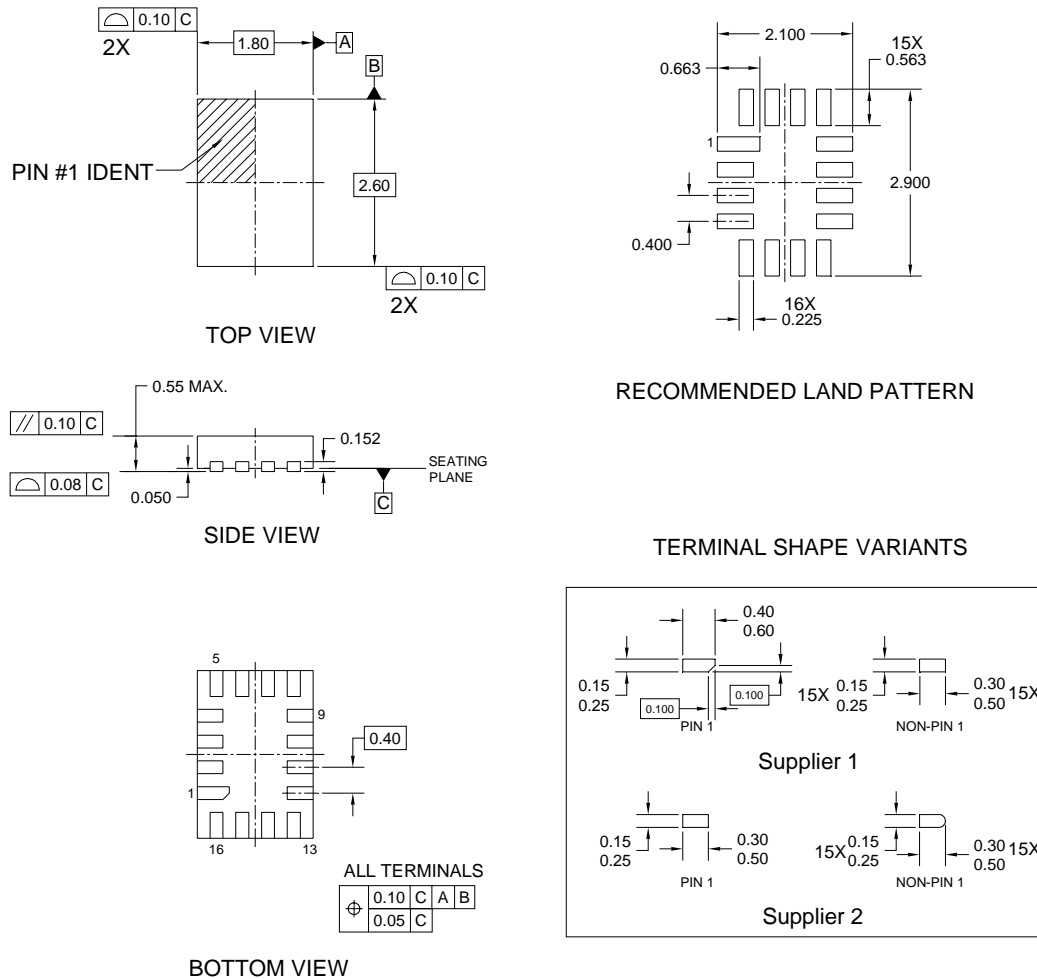 0.10 C
2X
1.80
A
B
PIN #1 IDENT
2.60
0.10 C
2X
TOP VIEW
2.100
15X
0.563
0.663
1
2.900
0.400
16X
0.225
RECOMMENDED LAND PATTERN
0.55 MAX.
// 0.10 C
0.152
SEATING
PLANE
0.08 C
0.050
C
SIDE VIEW
TERMINAL SHAPE VARIANTS
0.40
0.60
0.15
0.25
0.100
0.100
PIN 1
15X 0.15
0.25
0.30
0.50 15X
NON-PIN 1
Supplier 1
0.15
0.25
0.30
0.50
PIN 1
15X 0.15
0.25
0.30
0.50 15X
NON-PIN 1
Supplier 2
5
9
0.40
1
16
13
ALL TERMINALS
⌖ 0.10 C A B
0.05 C
BOTTOM VIEW